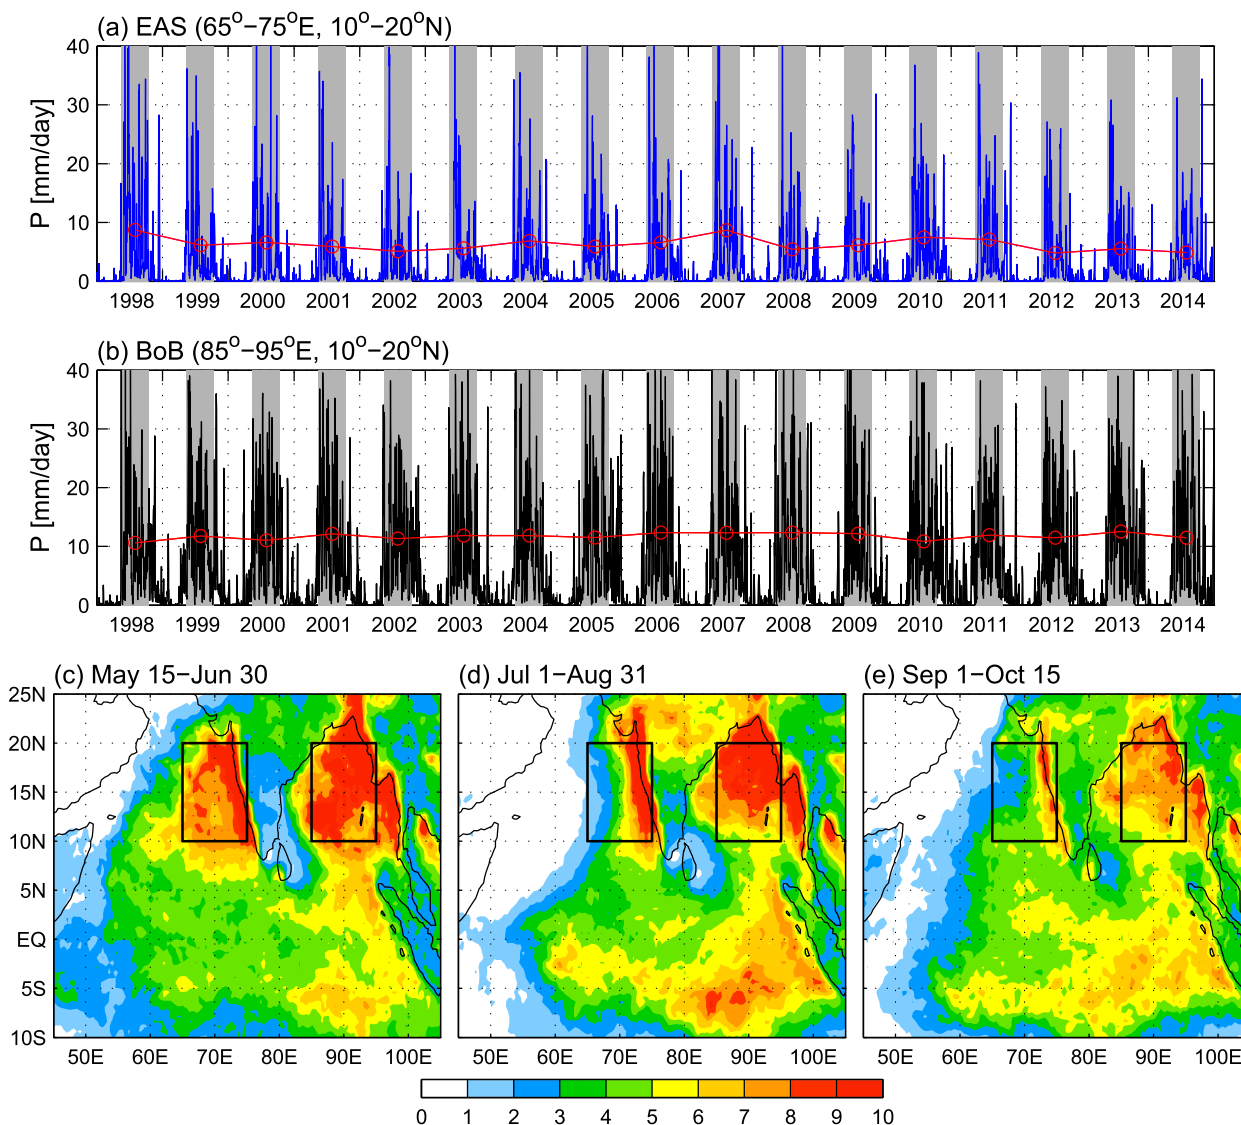 (a) EAS (65°−75°E, 10°−20°N)
P [mm/day]
40
30
20
10
0
1998 1999 2000 2001 2002 2003 2004 2005 2006 2007 2008 2009 2010 2011 2012 2013 2014
(b) BoB (85°−95°E, 10°−20°N)
P [mm/day]
40
30
20
10
0
1998 1999 2000 2001 2002 2003 2004 2005 2006 2007 2008 2009 2010 2011 2012 2013 2014
(c) May 15−Jun 30 (d) Jul 1−Aug 31 (e) Sep 1−Oct 15
25N
20N
15N
10N
5N
EQ
5S
10S
50E 60E 70E 80E 90E 100E 50E 60E 70E 80E 90E 100E 50E 60E 70E 80E 90E 100E
0 1 2 3 4 5 6 7 8 9 10